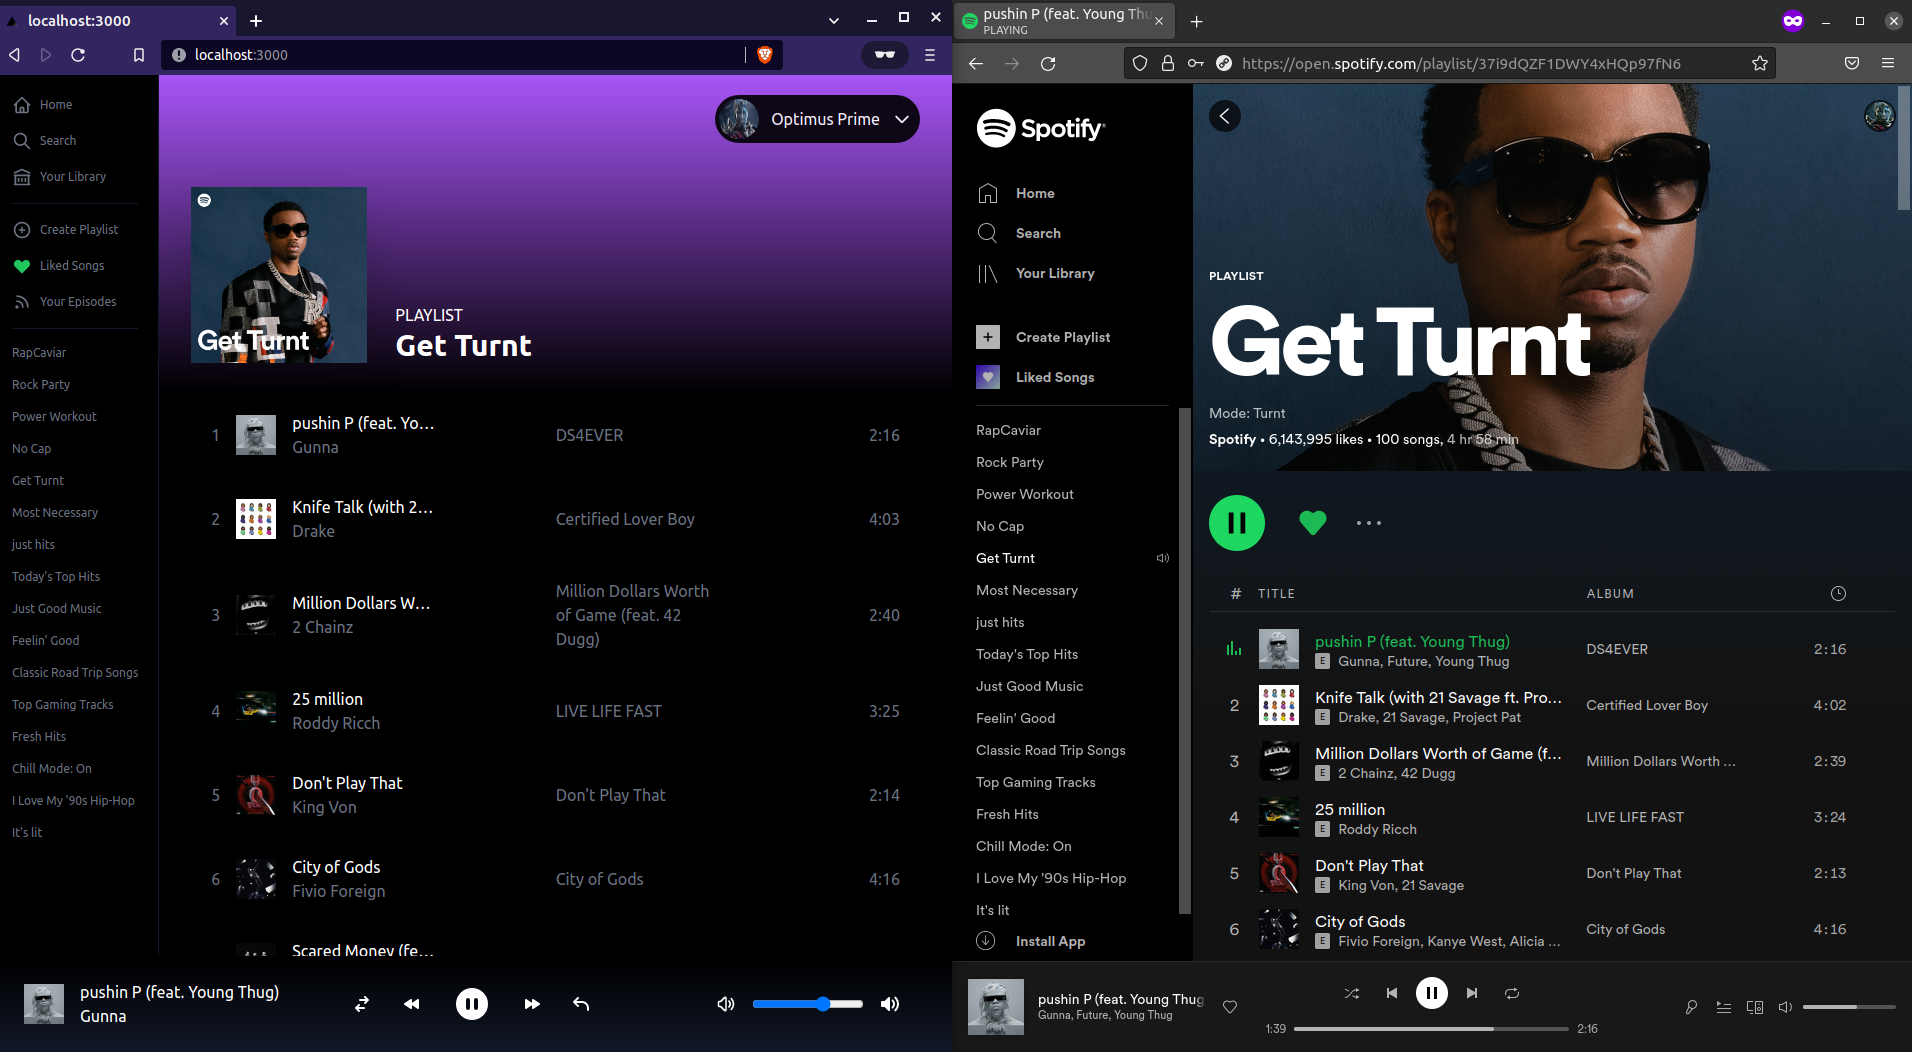 localhost:3000
localhost:3000
Home
Search
Your Library
Create Playlist
Liked Songs
Your Episodes
RapCaviar
Rock Party
Power Workout
No Cap
Get Turnt
Most Necessary
just hits
Today's Top Hits
Just Good Music
Feelin' Good
Classic Road Trip Songs
Top Gaming Tracks
Fresh Hits
Chill Mode: On
I Love My '90s Hip-Hop
It's lit
Optimus Prime
Get Turnt
PLAYLIST
Get Turnt
1 pushin P (feat. Yo... DS4EVER 2:16
Gunna
2 Knife Talk (with 2... Certified Lover Boy 4:03
Drake
3 Million Dollars W... Million Dollars Worth of Game (feat. 42 Dugg) 2:40
2 Chainz
4 25 million LIVE LIFE FAST 3:25
Roddy Ricch
5 Don't Play That Don't Play That 2:14
King Von
6 City of Gods City of Gods 4:16
Fivio Foreign
Scared Money (fe...
pushin P (feat. Young Thug)
Gunna
pushin P (feat. Young Thu
PLAYING
https://open.spotify.com/playlist/37i9dQZF1DWY4xHQp97fN6
Spotify
Home
Search
Your Library
Create Playlist
Liked Songs
RapCaviar
Rock Party
Power Workout
No Cap
Get Turnt
Most Necessary
just hits
Today's Top Hits
Just Good Music
Feelin' Good
Classic Road Trip Songs
Top Gaming Tracks
Fresh Hits
Chill Mode: On
I Love My '90s Hip-Hop
It's lit
Install App
PLAYLIST
Get Turnt
Mode: Turnt
Spotify • 6,143,995 likes • 100 songs, 4 hr 58 min
# TITLE ALBUM
pushin P (feat. Young Thug) DS4EVER 2:16
E Gunna, Future, Young Thug
2 Knife Talk (with 21 Savage ft. Pro... Certified Lover Boy 4:02
E Drake, 21 Savage, Project Pat
3 Million Dollars Worth of Game (f... Million Dollars Worth ... 2:39
E 2 Chainz, 42 Dugg
4 25 million LIVE LIFE FAST 3:24
E Roddy Ricch
5 Don't Play That Don't Play That 2:13
E King Von, 21 Savage
6 City of Gods City of Gods 4:16
E Fivio Foreign, Kanye West, Alicia ...
pushin P (feat. Young Thug
Gunna, Future, Young Thug
1:39 2:16